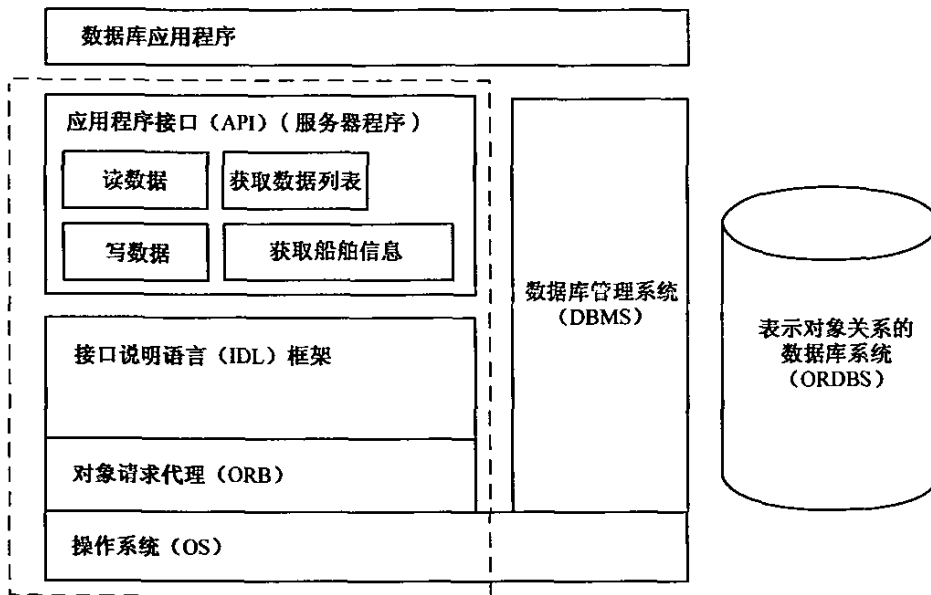 数据库应用程序
应用程序接口（API）（服务器程序）
读数据
获取数据列表
写数据
获取船舶信息
接口说明语言（IDL）框架
对象请求代理（ORB）
操作系统（OS）
数据库管理系统
（DBMS）
表示对象关系的
数据库系统
（ORDBS）